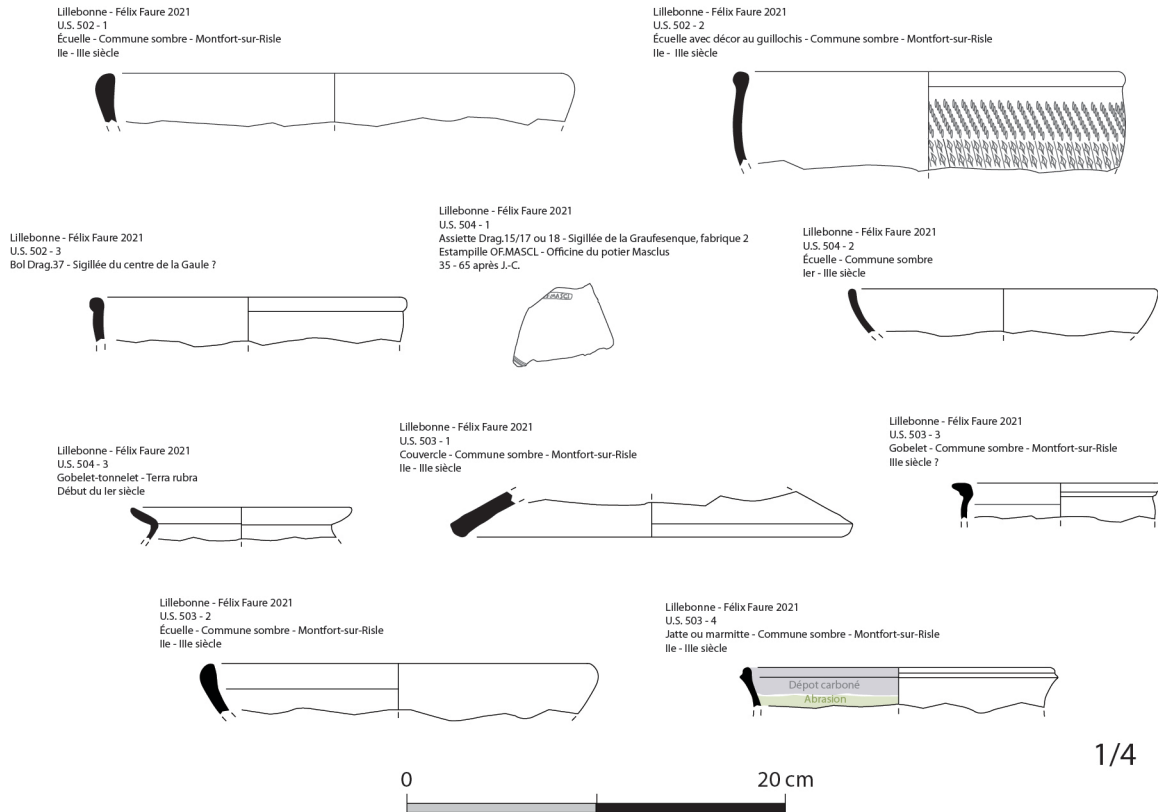 Lillebonne - Félix Faure 2021
U.S. 502 - 1
Écuelle - Commune sombre - Montfort-sur-Risle
IIe - IIIe siècle
Lillebonne - Félix Faure 2021
U.S. 502 - 2
Écuelle avec décor au guillochis - Commune sombre - Montfort-sur-Risle
IIe - IIIe siècle
Lillebonne - Félix Faure 2021
U.S. 502 - 3
Bol Drag.37 - Sigillée du centre de la Gaule ?
Lillebonne - Félix Faure 2021
U.S. 504 - 1
Assiette Drag.15/17 ou 18 - Sigillée de la Graufesenque, fabrique 2
Estampille OF.MASCL - Officine du potier Masclus
35 - 65 après J.-C.
Lillebonne - Félix Faure 2021
U.S. 504 - 2
Écuelle - Commune sombre
Ier - IIIe siècle
Lillebonne - Félix Faure 2021
U.S. 504 - 3
Gobelet-tonnelet - Terra rubra
Début du Ier siècle
Lillebonne - Félix Faure 2021
U.S. 503 - 1
Couvercle - Commune sombre - Montfort-sur-Risle
IIe - IIIe siècle
Lillebonne - Félix Faure 2021
U.S. 503 - 3
Gobelet - Commune sombre - Montfort-sur-Risle
IIIe siècle ?
Lillebonne - Félix Faure 2021
U.S. 503 - 2
Écuelle - Commune sombre - Montfort-sur-Risle
IIe - IIIe siècle
Lillebonne - Félix Faure 2021
U.S. 503 - 4
Jatte ou marmitte - Commune sombre - Montfort-sur-Risle
IIe - IIIe siècle
Dépot carboné
Abrasion
1/4
0 20 cm